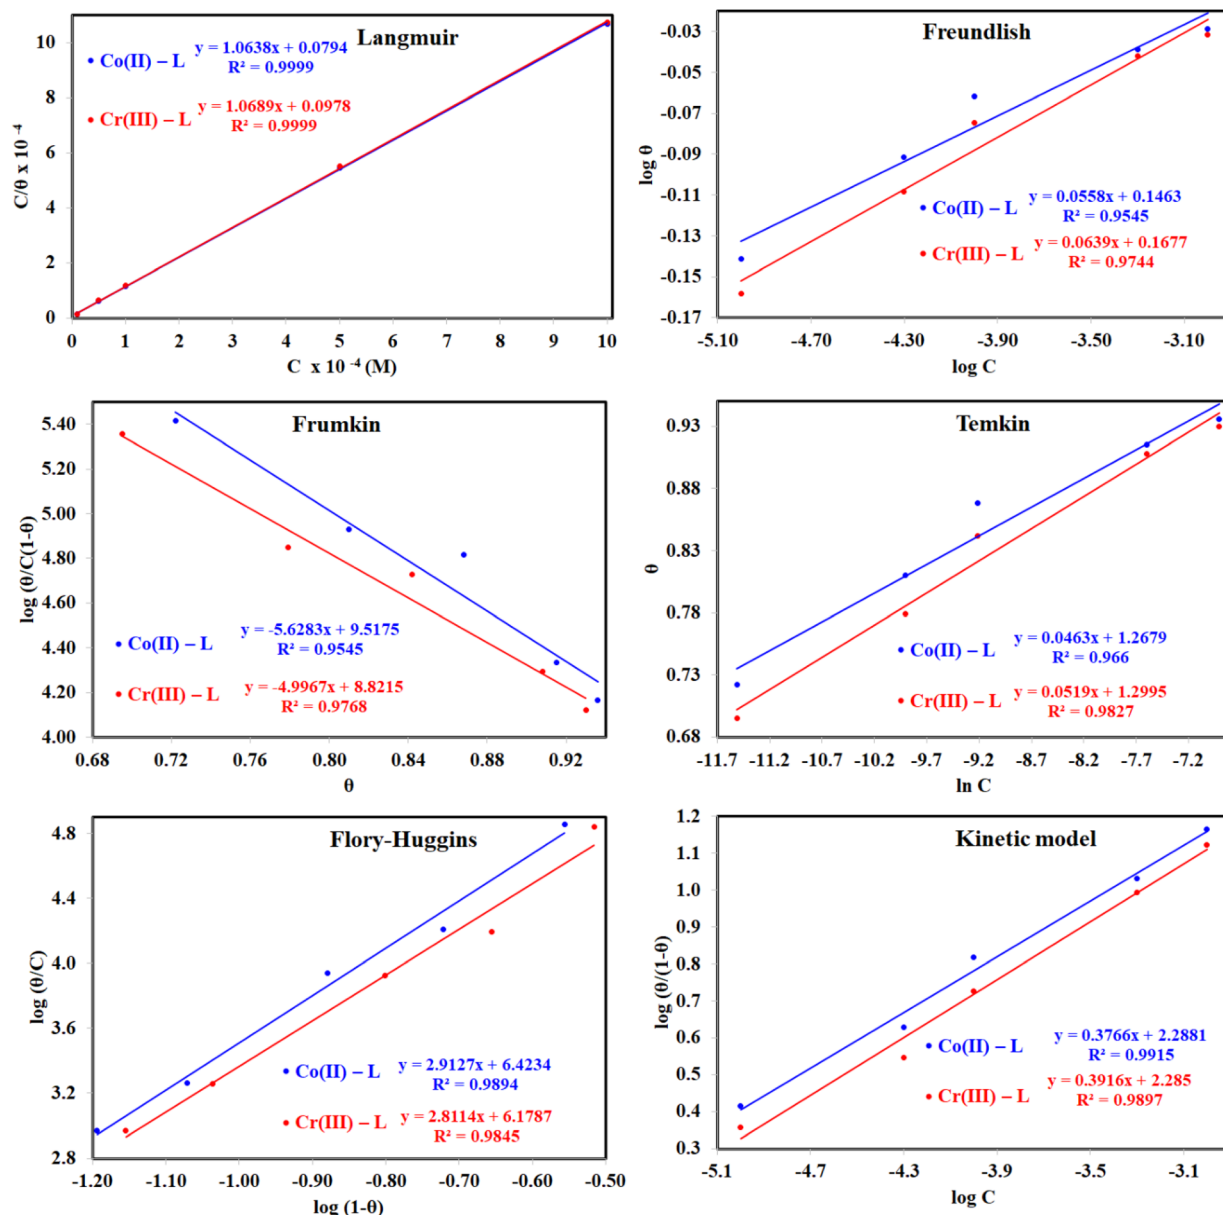 Langmuir
Co(II) – L y = 1.0638x + 0.0794
R² = 0.9999
Cr(III) – L y = 1.0689x + 0.0978
R² = 0.9999
C/θ x 10 -4
10
8
6
4
2
0
0 1 2 3 4 5 6 7 8 9 10
C x 10 -4 (M)
Freundlish
log θ
-0.03
-0.05
-0.07
-0.09
-0.11
-0.13
-0.15
-0.17
Co(II) – L y = 0.0558x + 0.1463
R² = 0.9545
Cr(III) – L y = 0.0639x + 0.1677
R² = 0.9744
-5.10 -4.70 -4.30 -3.90 -3.50 -3.10
log C
Frumkin
log (θ/C(1-θ)
5.40
5.20
5.00
4.80
4.60
4.40
4.20
4.00
Co(II) – L y = -5.6283x + 9.5175
R² = 0.9545
Cr(III) – L y = -4.9967x + 8.8215
R² = 0.9768
0.68 0.72 0.76 0.80 0.84 0.88 0.92
θ
Temkin
θ
0.93
0.88
0.83
0.78
0.73
0.68
Co(II) – L y = 0.0463x + 1.2679
R² = 0.966
Cr(III) – L y = 0.0519x + 1.2995
R² = 0.9827
-11.7 -11.2 -10.7 -10.2 -9.7 -9.2 -8.7 -8.2 -7.7 -7.2
ln C
Flory-Huggins
log (θ/C)
4.8
4.4
4.0
3.6
3.2
2.8
Co(II) – L y = 2.9127x + 6.4234
R² = 0.9894
Cr(III) – L y = 2.8114x + 6.1787
R² = 0.9845
-1.20 -1.10 -1.00 -0.90 -0.80 -0.70 -0.60 -0.50
log (1-θ)
Kinetic model
log (θ/(1-θ)
1.2
1.1
1.0
0.9
0.8
0.7
0.6
0.5
0.4
0.3
Co(II) – L y = 0.3766x + 2.2881
R² = 0.9915
Cr(III) – L y = 0.3916x + 2.285
R² = 0.9897
-5.1 -4.7 -4.3 -3.9 -3.5 -3.1
log C